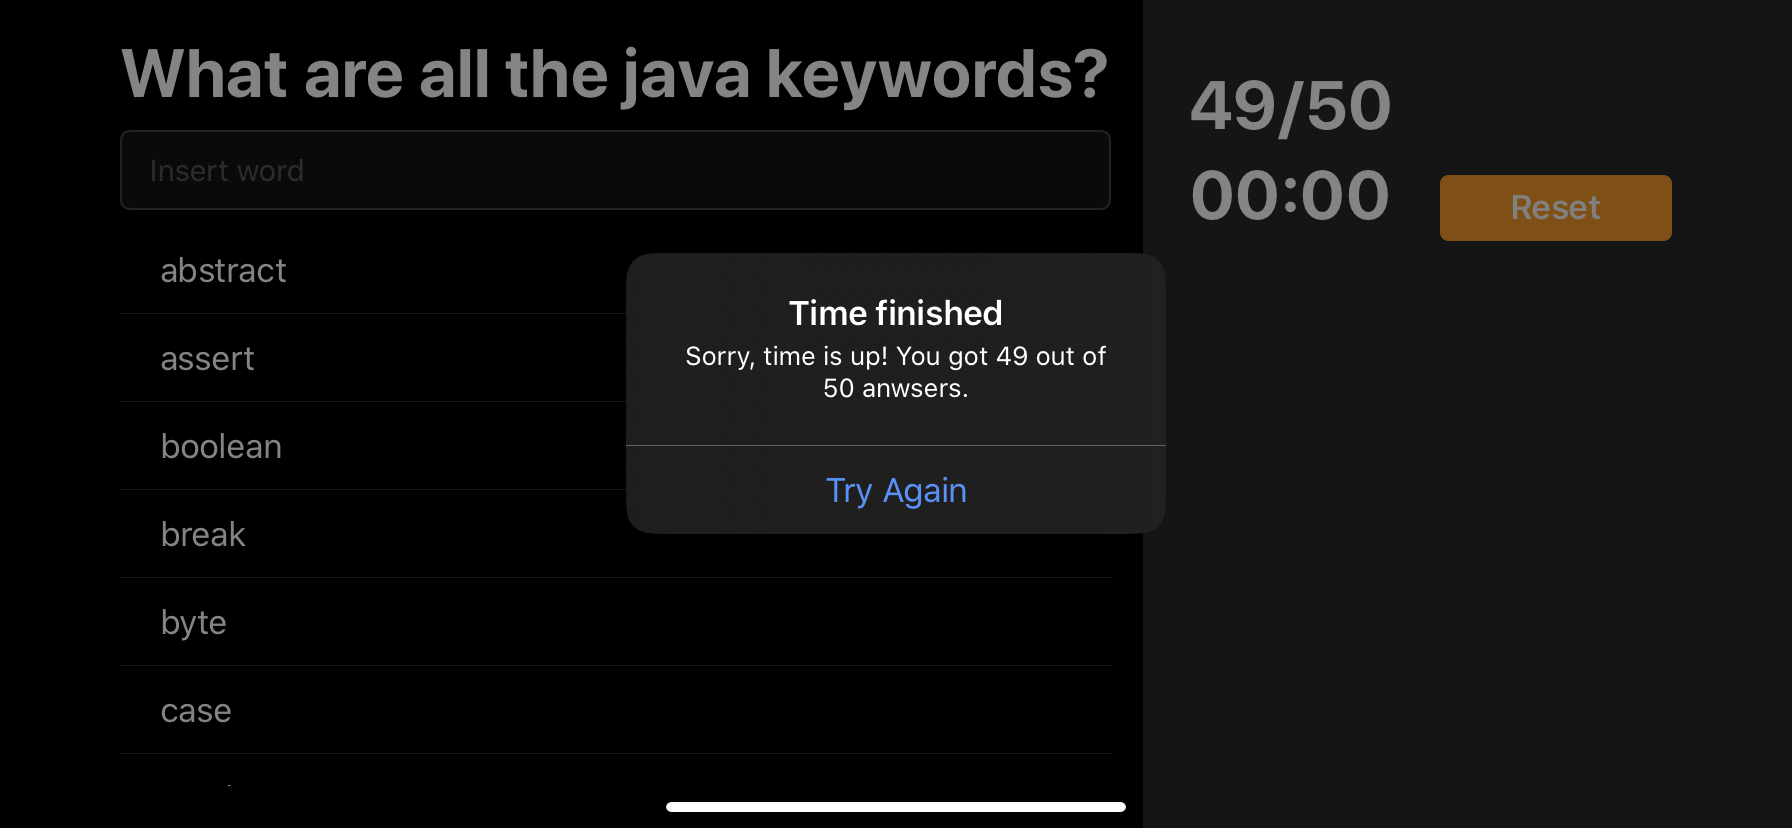 What are all the java keywords?
Insert word
abstract
assert
boolean
break
byte
case
49/50
00:00
Reset
Time finished
Sorry, time is up! You got 49 out of
50 anwsers.
Try Again